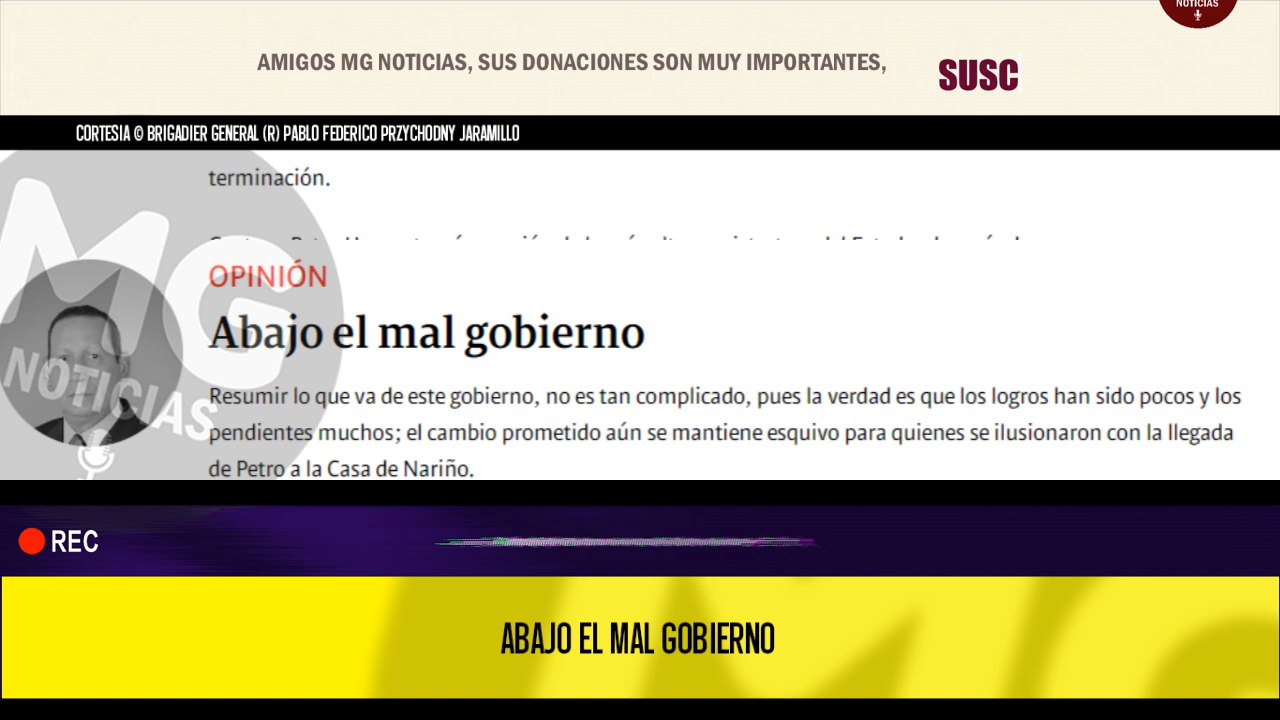 NOTICIAS
AMIGOS MG NOTICIAS, SUS DONACIONES SON MUY IMPORTANTES,
SUSC
CORTESIA © BRIGADIER GENERAL (R) PABLO FEDERICO PRZYCHODNY JARAMILLO
terminación.
OPINIÓN
Abajo el mal gobierno
Resumir lo que va de este gobierno, no es tan complicado, pues la verdad es que los logros han sido pocos y los
pendientes muchos; el cambio prometido aún se mantiene esquivo para quienes se ilusionaron con la llegada
de Petro a la Casa de Nariño.
MG
NOTICIAS
REC
ABAJO EL MAL GOBIERNO